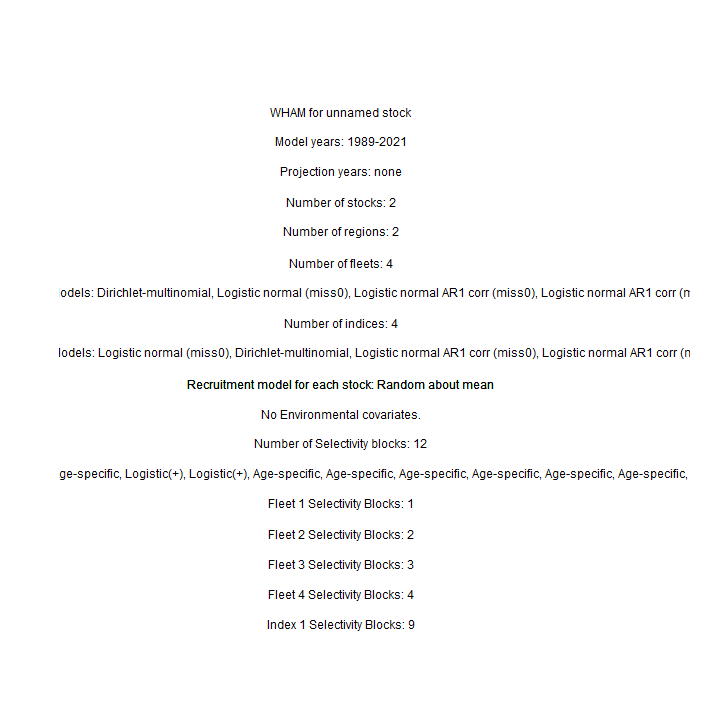 WHAM for unnamed stock
Model years: 1989-2021
Projection years: none
Number of stocks: 2
Number of regions: 2
Number of fleets: 4
odels: Dirichlet-multinomial, Logistic normal (miss0), Logistic normal AR1 corr (miss0), Logistic normal AR1 corr (m
Number of indices: 4
lodels: Logistic normal (miss0), Dirichlet-multinomial, Logistic normal AR1 corr (miss0), Logistic normal AR1 corr (n
Recruitment model for each stock: Random about mean
No Environmental covariates.
Number of Selectivity blocks: 12
ge-specific, Logistic(+), Logistic(+), Age-specific, Age-specific, Age-specific, Age-specific, Age-specific, Age-specific,
Fleet 1 Selectivity Blocks: 1
Fleet 2 Selectivity Blocks: 2
Fleet 3 Selectivity Blocks: 3
Fleet 4 Selectivity Blocks: 4
Index 1 Selectivity Blocks: 9